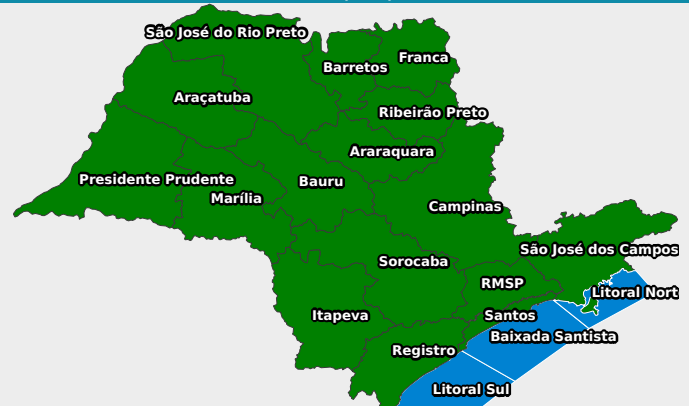 São José do Rio Preto
Franca
Barretos
Araçatuba
Ribeirão Preto
Araraquara
Presidente Prudente
Bauru
Marília
Campinas
São José dos Campos
Sorocaba
RMSP
Litoral Nort
Itapeva
Santos
Baixada Santista
Registro
Litoral Sul